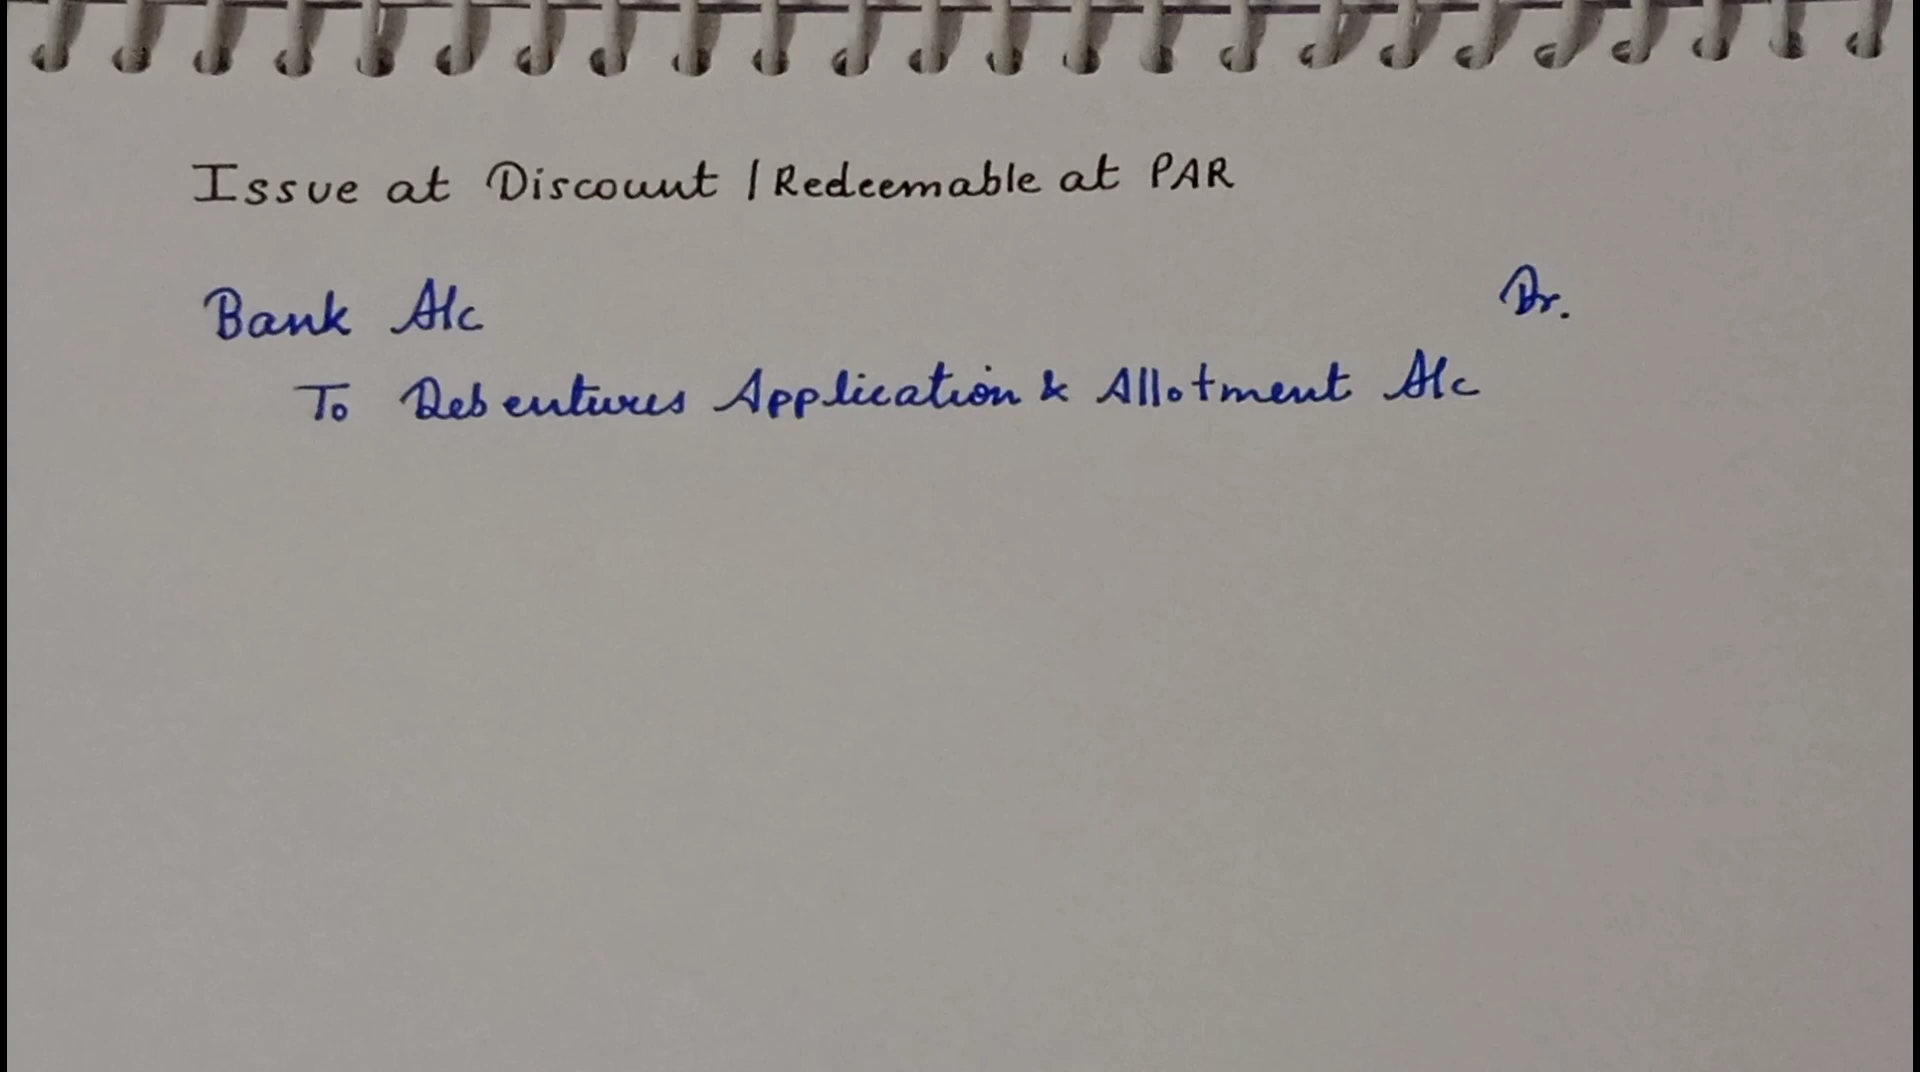 Issue at Discount / Redeemable at PAR
Bank A/c Dr.
To Debentures Application & Allotment A/c